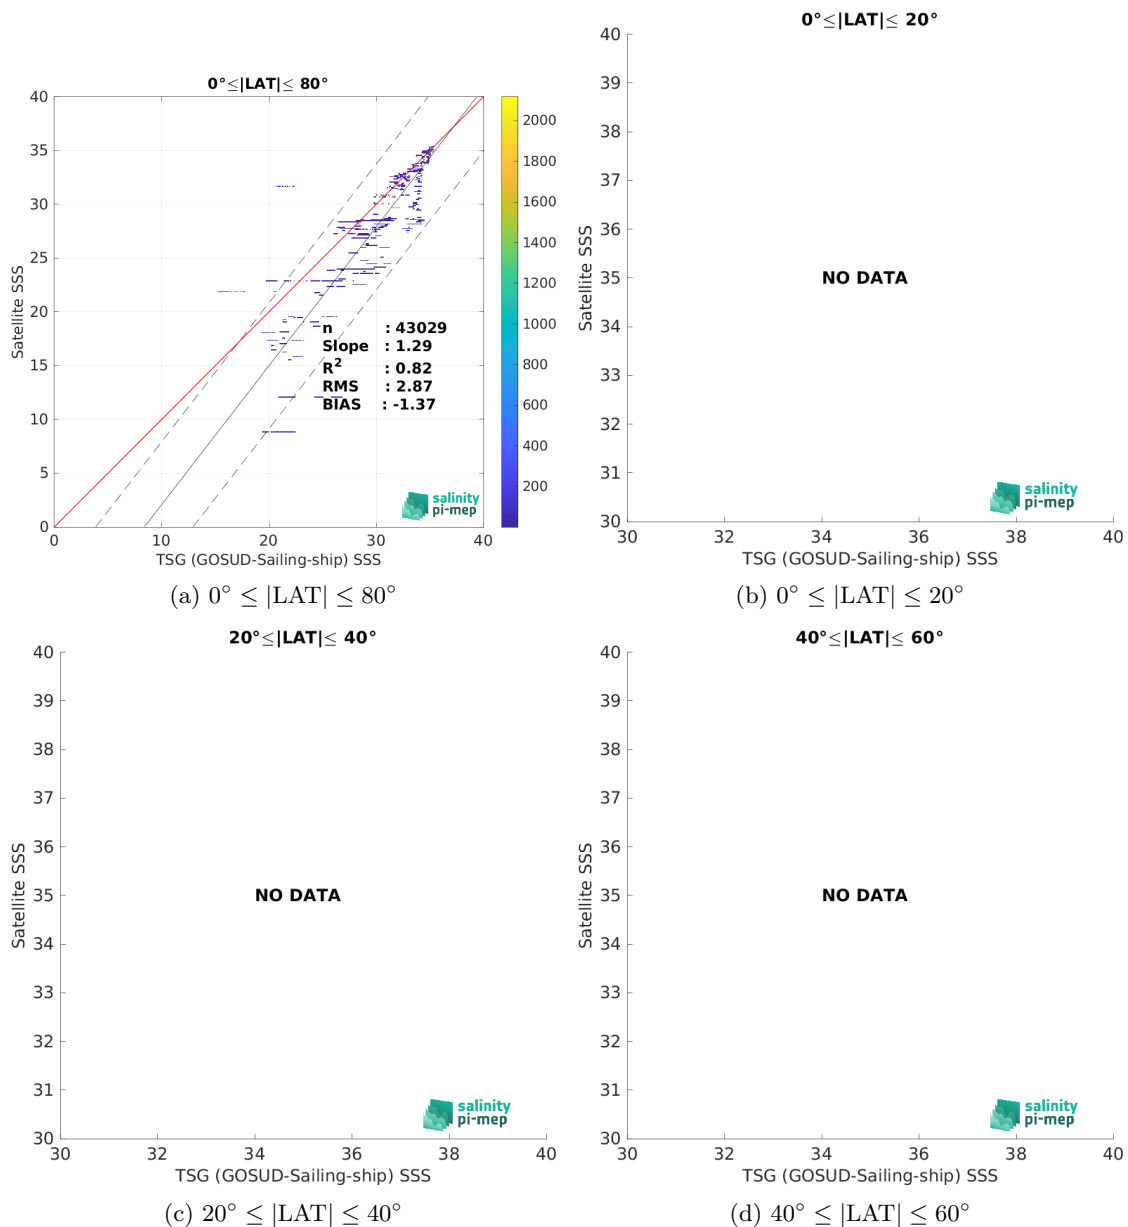 0°≤|LAT|≤ 80°
40
35
30
25
20
15
10
5
0
0
10
20
30
40
Satellite SSS
TSG (GOSUD-Sailing-ship) SSS
n : 43029
Slope : 1.29
R2 : 0.82
RMS : 2.87
BIAS : -1.37
2000
1800
1600
1400
1200
1000
800
600
400
200
salinity
pi-mep
(a) 0° ≤ |LAT| ≤ 80°
0°≤|LAT|≤ 20°
40
39
38
37
36
35
34
33
32
31
30
30
32
34
36
38
40
Satellite SSS
NO DATA
salinity
pi-mep
TSG (GOSUD-Sailing-ship) SSS
(b) 0° ≤ |LAT| ≤ 20°
20°≤|LAT|≤ 40°
40
39
38
37
36
35
34
33
32
31
30
30
32
34
36
38
40
Satellite SSS
NO DATA
salinity
pi-mep
TSG (GOSUD-Sailing-ship) SSS
(c) 20° ≤ |LAT| ≤ 40°
40°≤|LAT|≤ 60°
40
39
38
37
36
35
34
33
32
31
30
30
32
34
36
38
40
Satellite SSS
NO DATA
salinity
pi-mep
TSG (GOSUD-Sailing-ship) SSS
(d) 40° ≤ |LAT| ≤ 60°